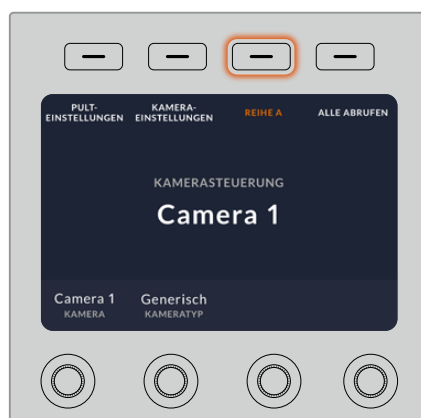 PULT-
EINSTELLUNGEN
KAMERA-
EINSTELLUNGEN
REIHE A
ALLE ABRUFEN
KAMERASTEUERUNG
Camera 1
Camera 1
KAMERA
Generisch
KAMERATYP